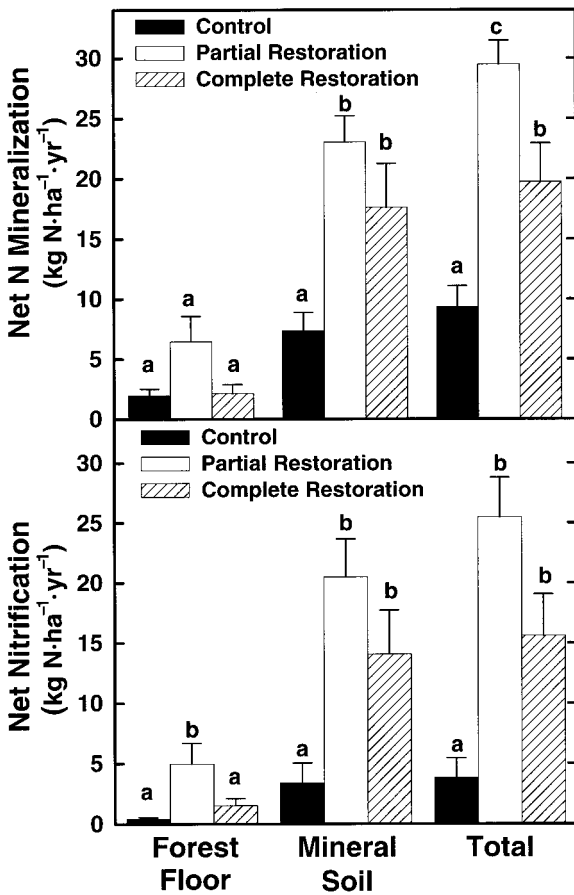 Net N Mineralization
(kg N·ha⁻¹·yr⁻¹)
30
25
20
15
10
5
0
Control
Partial Restoration
Complete Restoration
a
a
a
a
b
b
a
c
b
Net Nitrification
(kg N·ha⁻¹·yr⁻¹)
30
25
20
15
10
5
0
Control
Partial Restoration
Complete Restoration
a
b
a
a
b
b
a
b
b
Forest
Floor
Mineral
Soil
Total